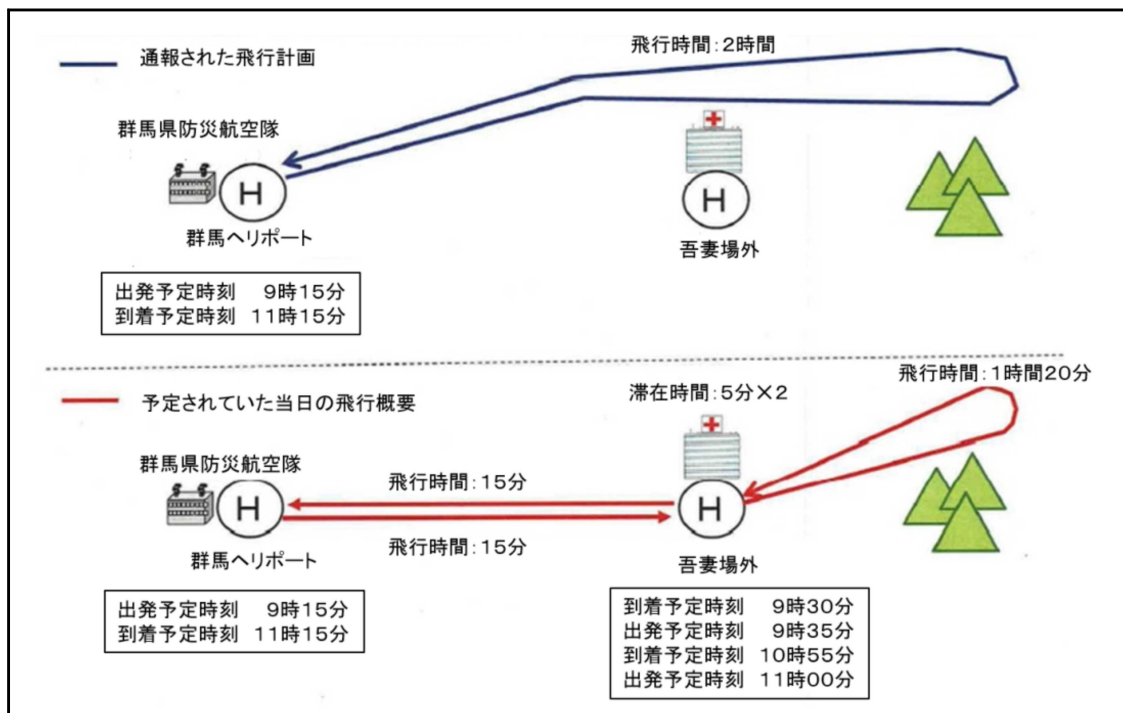 通報された飛行計画
飛行時間:2時間
群馬県防災航空隊
H
H
群馬ヘリポート
吾妻場外
出発予定時刻 9時15分
到着予定時刻 11時15分
飛行時間:1時間20分
予定されていた当日の飛行概要
滞在時間:5分×2
群馬県防災航空隊
飛行時間:15分
H
H
飛行時間:15分
群馬ヘリポート
吾妻場外
出発予定時刻 9時15分
到着予定時刻 11時15分
到着予定時刻 9時30分
出発予定時刻 9時35分
到着予定時刻 10時55分
出発予定時刻 11時00分